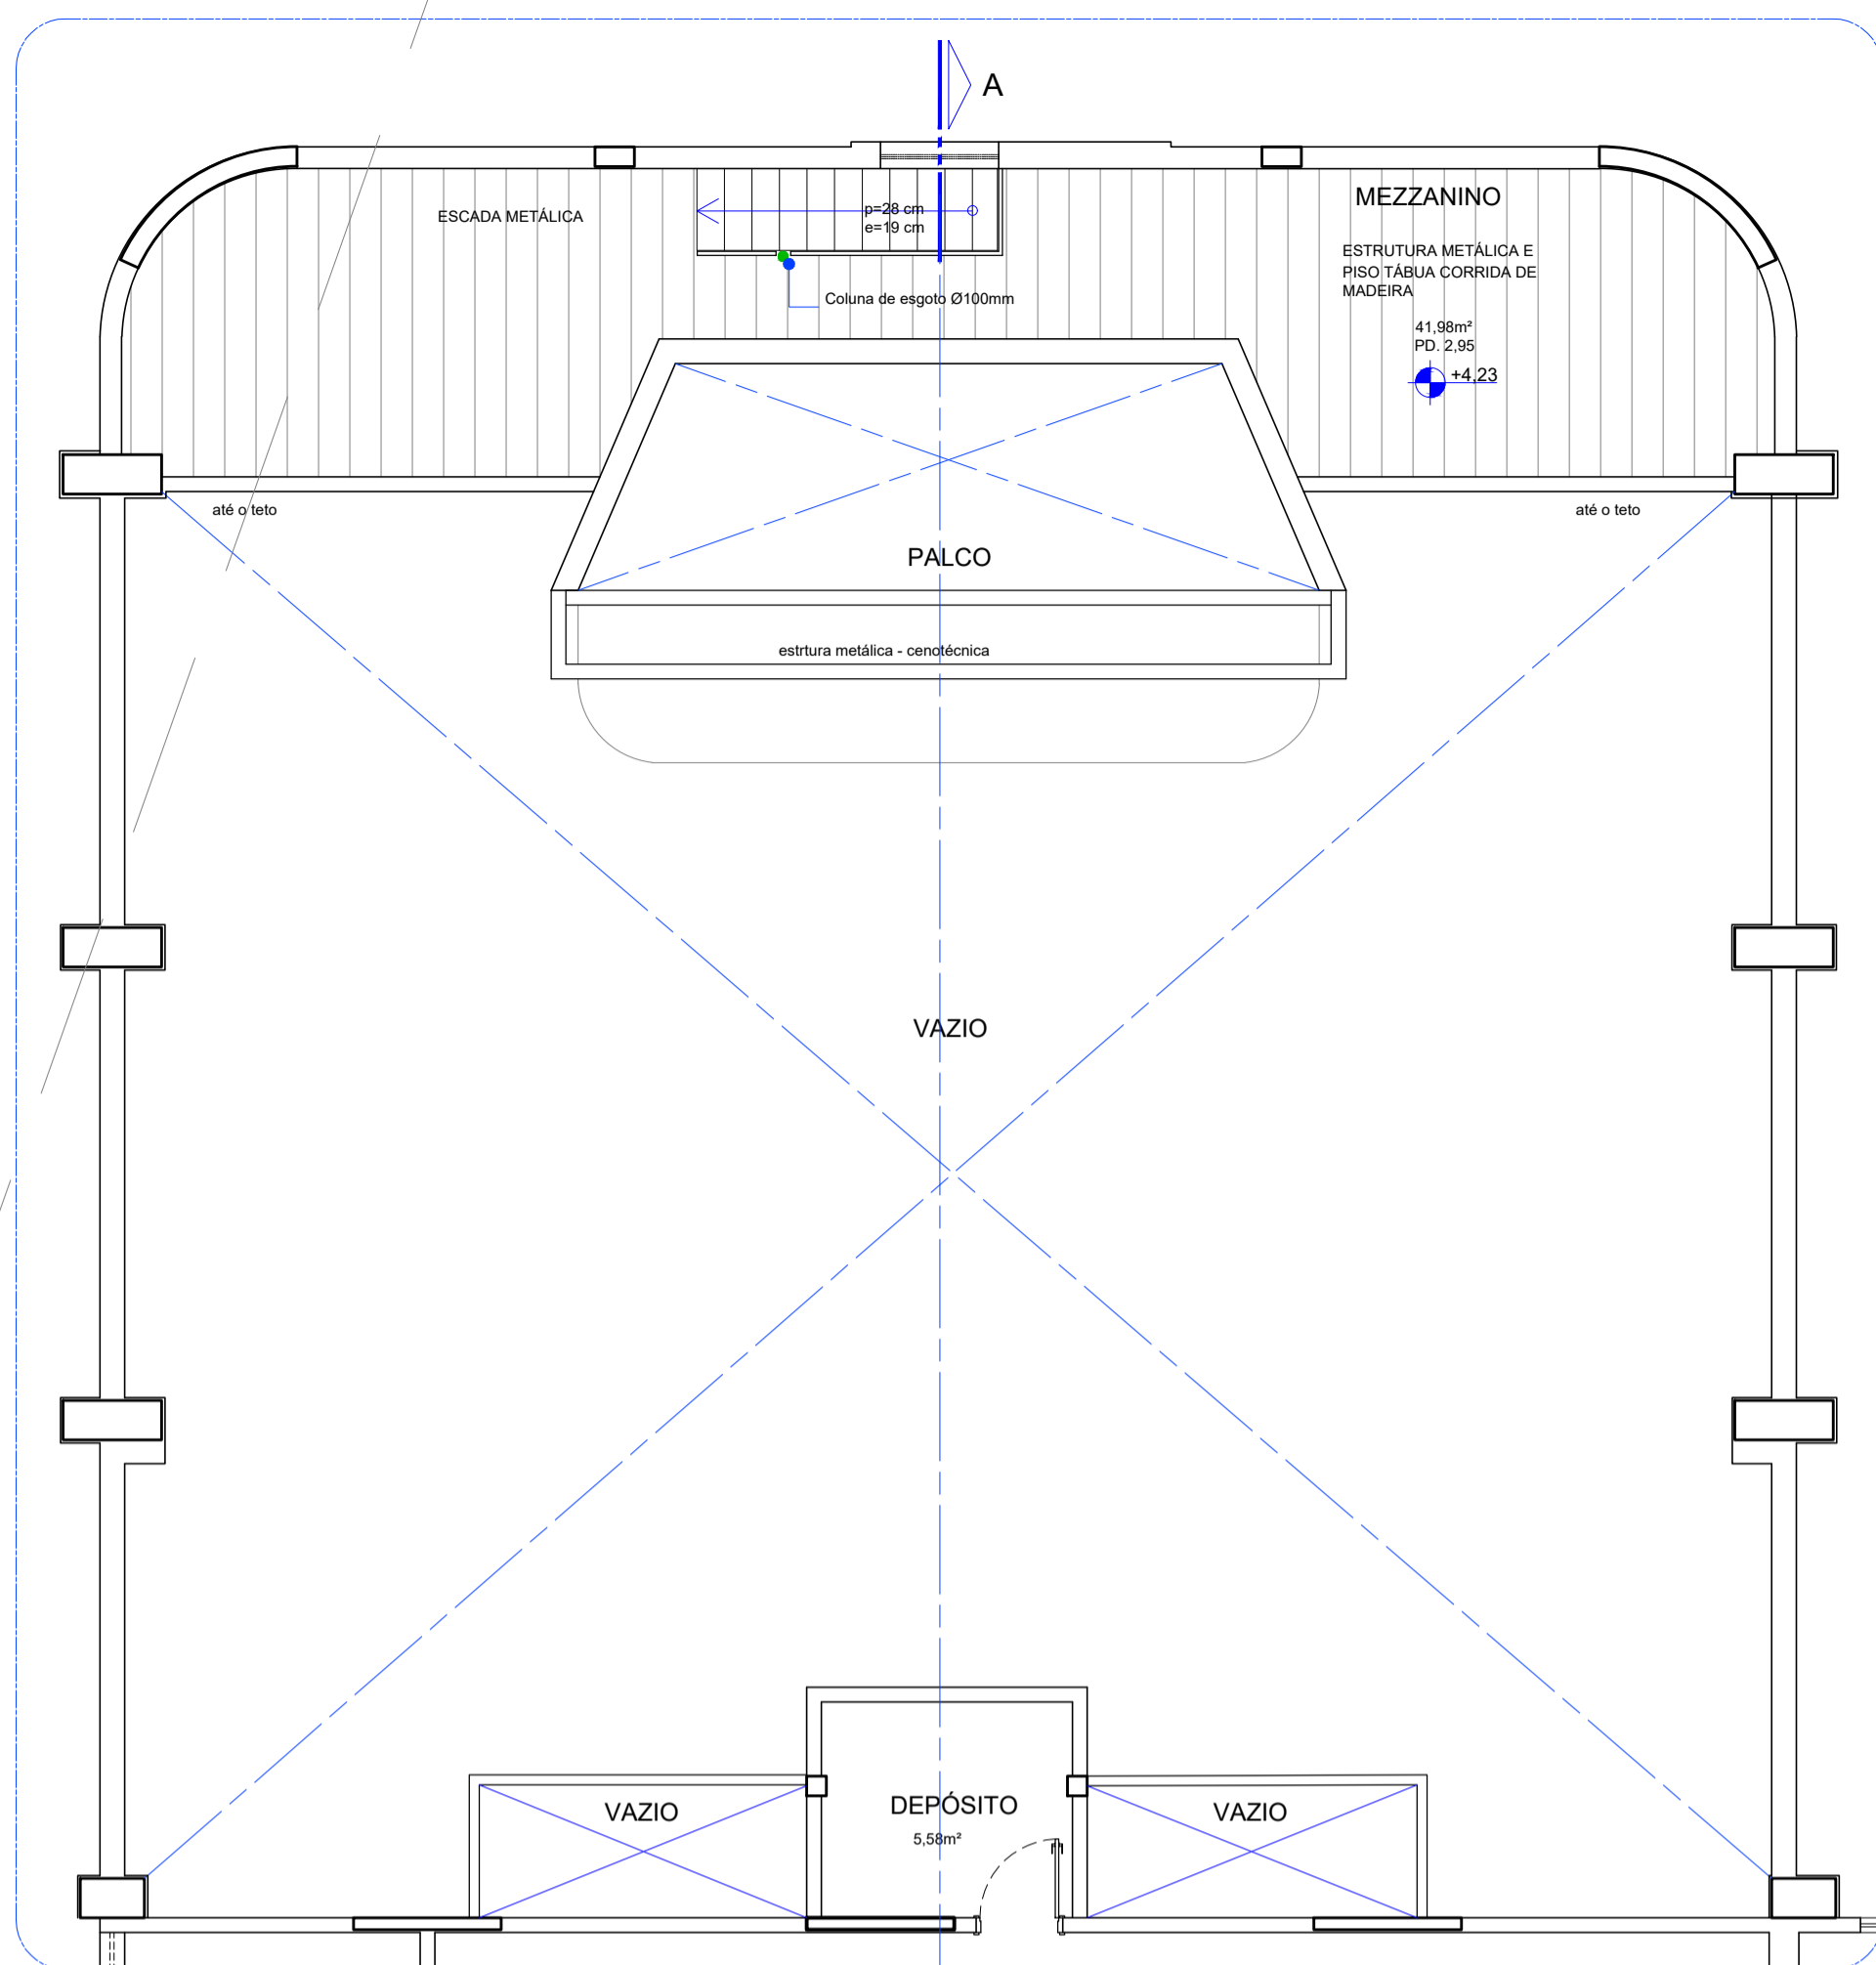 A
MEZZANINO
ESCADA METÁLICA
p=28 cm
e=19 cm
ESTRUTURA METÁLICA E
PISO TÁBUA CORRIDA DE
MADEIRA
Coluna de esgoto Ø100mm
41,98m²
PD. 2,95
+4,23
até o teto
até o teto
PALCO
estrtura metálica - cenotécnica
VAZIO
DEPÓSITO
5,58m²
VAZIO
VAZIO